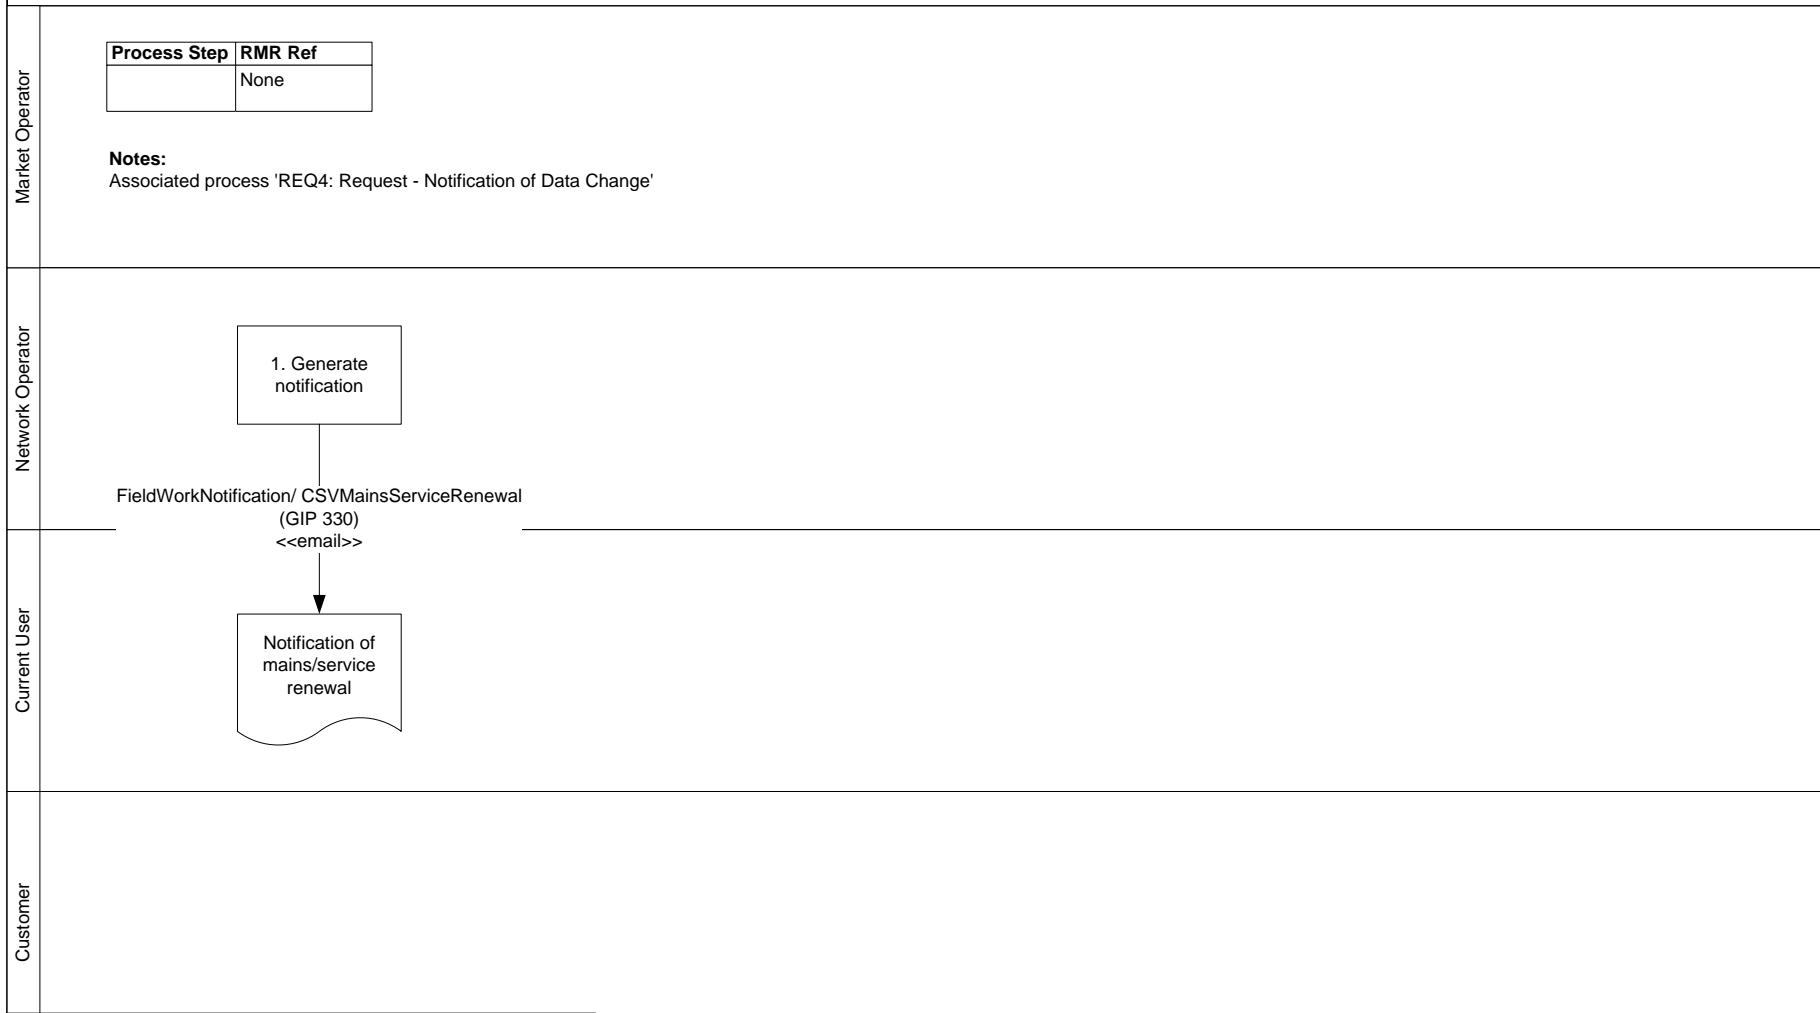 Market Operator
Process Step RMR Ref
None
Notes:
Associated process 'REQ4: Request - Notification of Data Change'
Network Operator
1. Generate
notification
FieldWorkNotification/ CSVMainsServiceRenewal
(GIP 330)
<<email>>
Current User
Notification of
mains/service
renewal
Customer